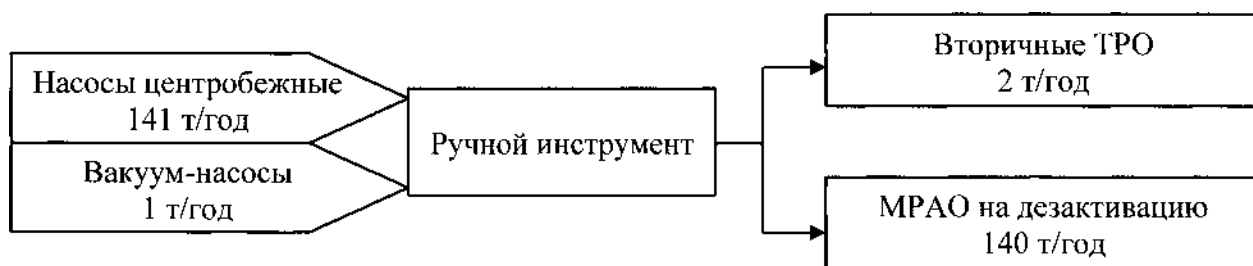 Насосы центробежные
141 т/год
Вакуум-насосы
1 т/год
Ручной инструмент
Вторичные ТРО
2 т/год
МРАО на дезактивацию
140 т/год